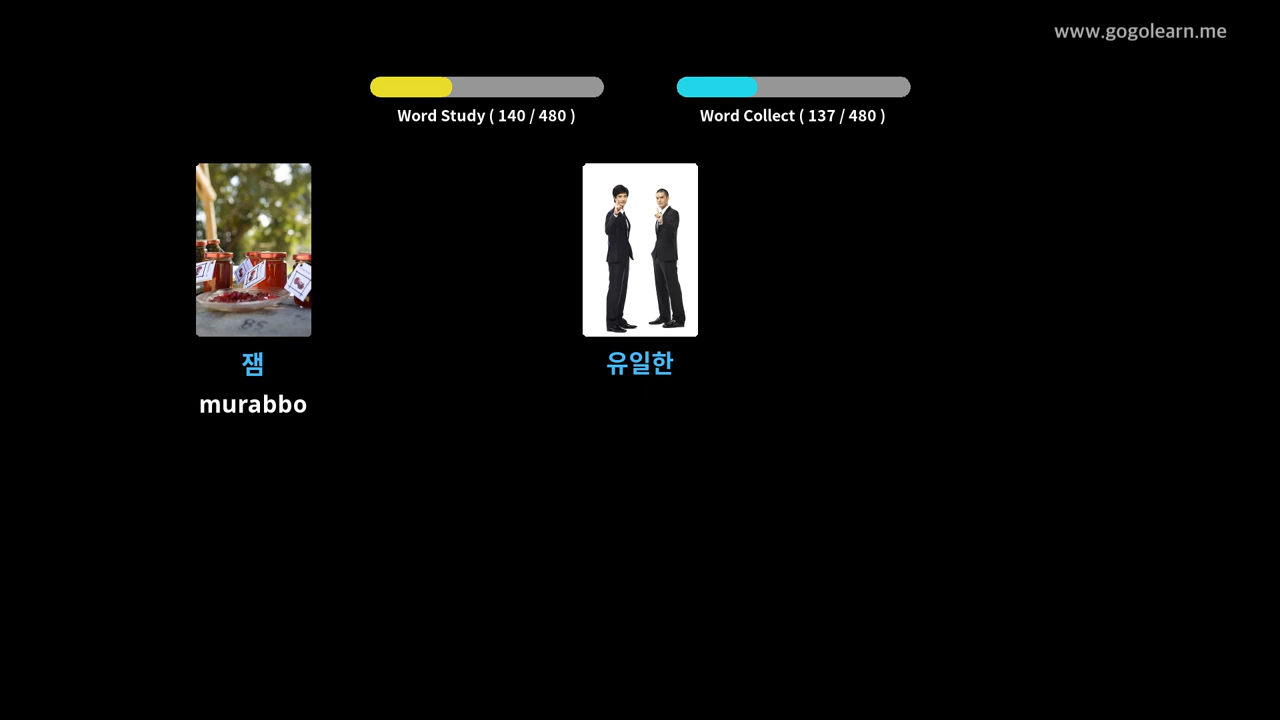 www.gogolearn.me
Word Study ( 140 / 480 )
Word Collect ( 137 / 480 )
잼
유일한
murabbo